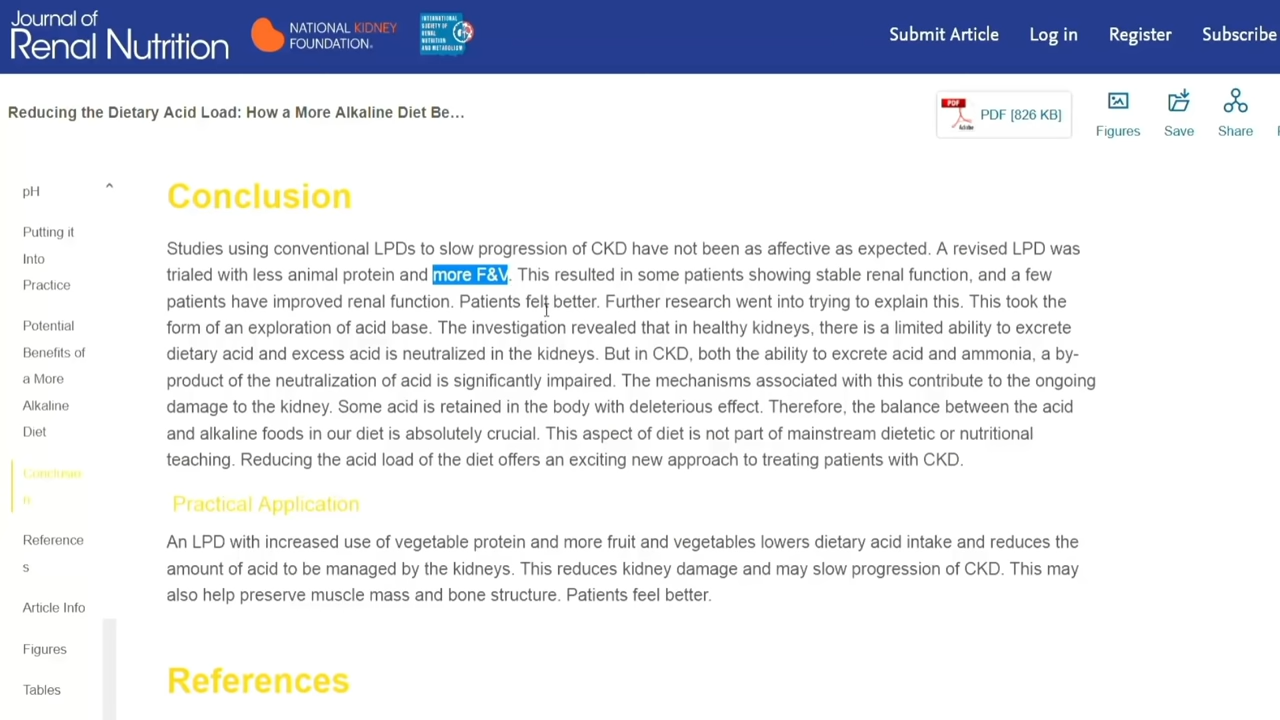 Journal of
Renal Nutrition
NATIONAL KIDNEY
FOUNDATION®
INTERNATIONAL
SOCIETY OF
RENAL
NUTRITION
AND METABOLISM
Submit Article
Log in
Register
Subscribe
Reducing the Dietary Acid Load: How a More Alkaline Diet Be...
PDF
Adobe
PDF [826 KB]
Figures
Save
Share
pH
Putting it
Into
Practice
Potential
Benefits of
a More
Alkaline
Diet
Conclusio
n
Reference
s
Article Info
Figures
Tables
Conclusion
Studies using conventional LPDs to slow progression of CKD have not been as affective as expected. A revised LPD was
trialed with less animal protein and more F&V. This resulted in some patients showing stable renal function, and a few
patients have improved renal function. Patients felt better. Further research went into trying to explain this. This took the
form of an exploration of acid base. The investigation revealed that in healthy kidneys, there is a limited ability to excrete
dietary acid and excess acid is neutralized in the kidneys. But in CKD, both the ability to excrete acid and ammonia, a by-
product of the neutralization of acid is significantly impaired. The mechanisms associated with this contribute to the ongoing
damage to the kidney. Some acid is retained in the body with deleterious effect. Therefore, the balance between the acid
and alkaline foods in our diet is absolutely crucial. This aspect of diet is not part of mainstream dietetic or nutritional
teaching. Reducing the acid load of the diet offers an exciting new approach to treating patients with CKD.
Practical Application
An LPD with increased use of vegetable protein and more fruit and vegetables lowers dietary acid intake and reduces the
amount of acid to be managed by the kidneys. This reduces kidney damage and may slow progression of CKD. This may
also help preserve muscle mass and bone structure. Patients feel better.
References